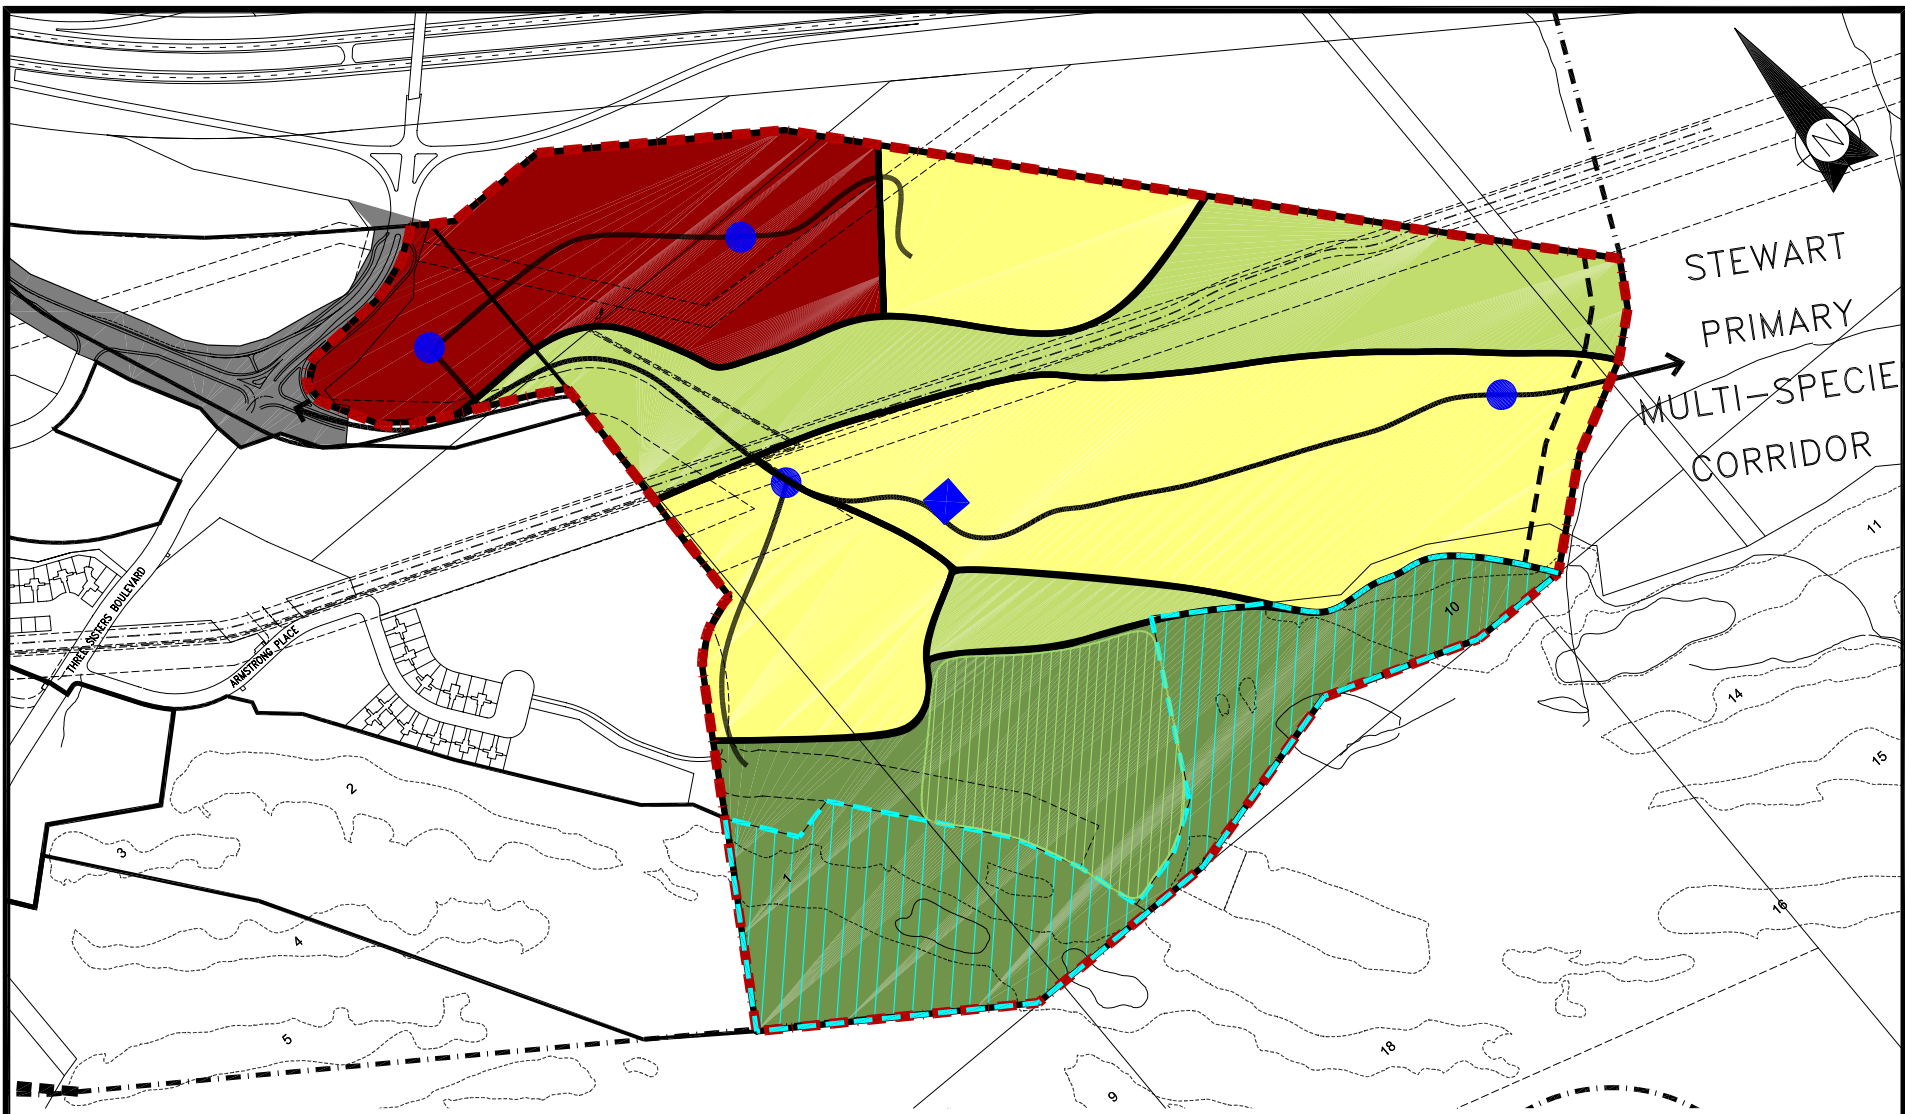 N
STEWART
PRIMARY
MULTI-SPECIE
CORRIDOR
11
10
14
15
THREE SISTERS BOULEVARD
ARMSTRONG PLACE
2
3
1
4
16
5
18
9